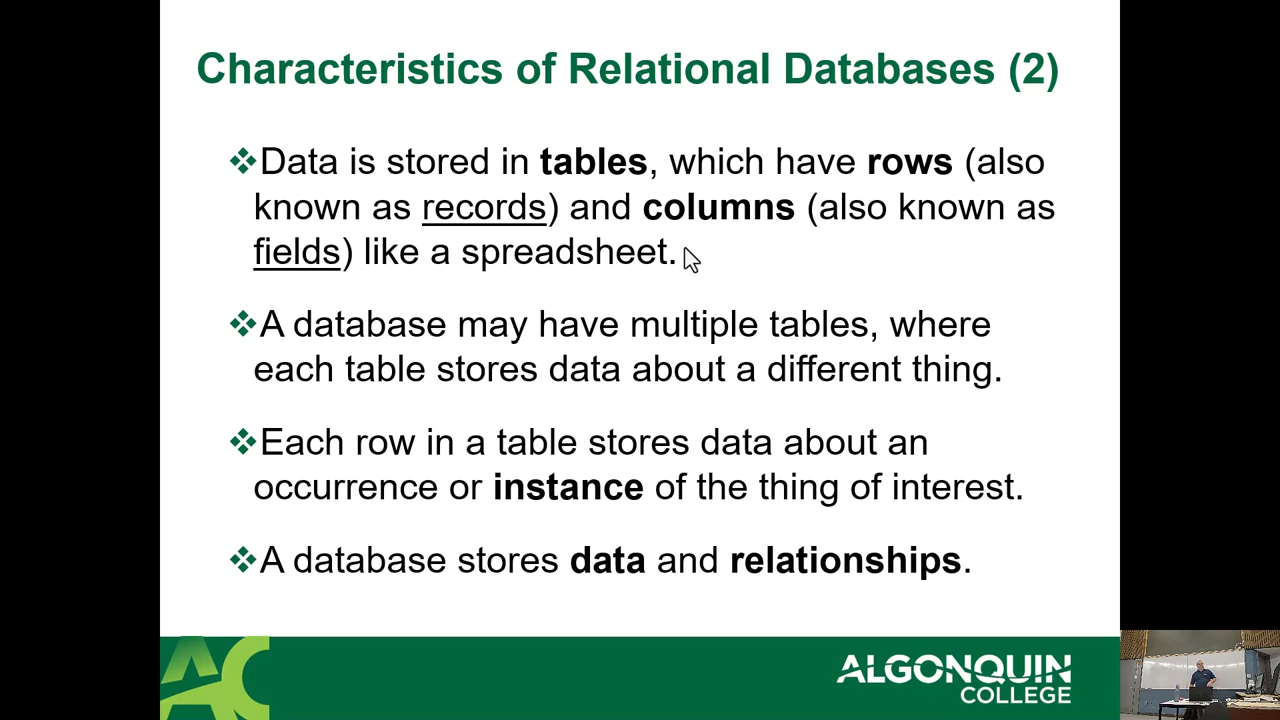 Characteristics of Relational Databases (2)
❖Data is stored in tables, which have rows (also
known as records) and columns (also known as
fields) like a spreadsheet.
❖A database may have multiple tables, where
each table stores data about a different thing.
❖Each row in a table stores data about an
occurrence or instance of the thing of interest.
❖A database stores data and relationships.
AC
ALGONQUIN
COLLEGE